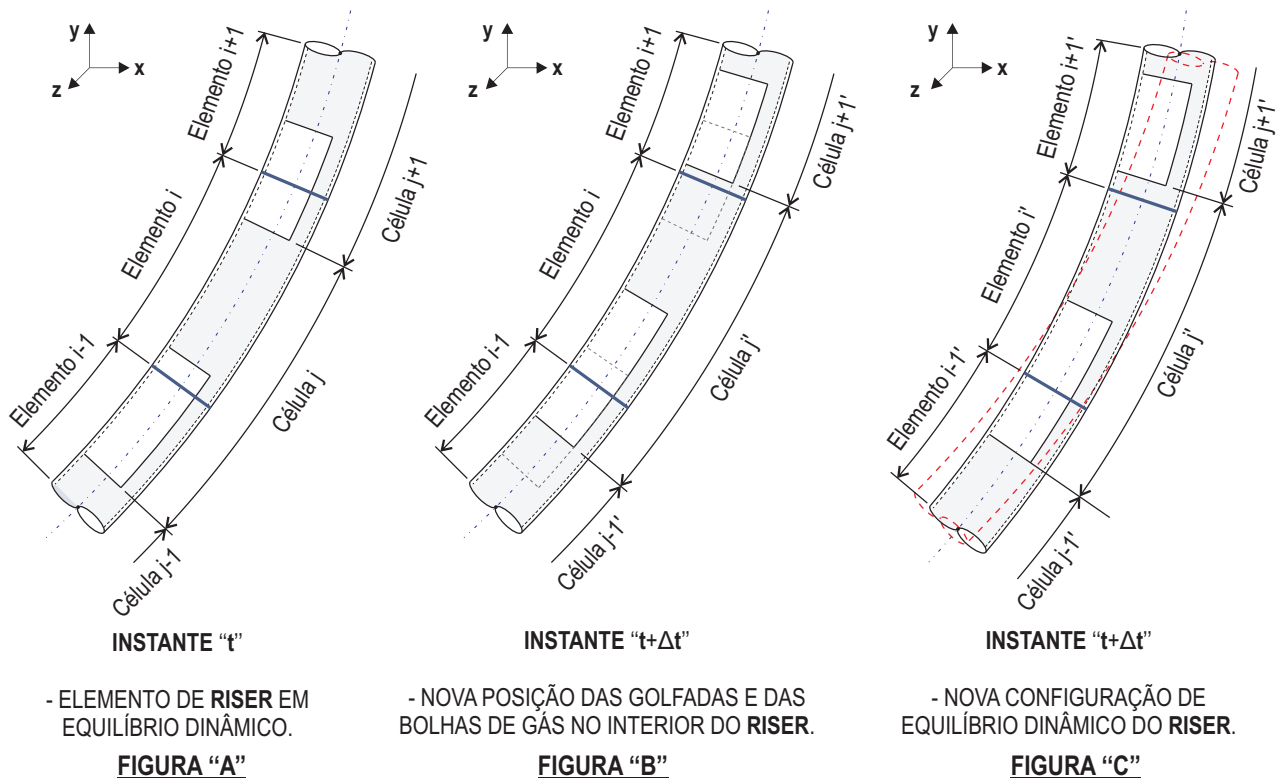 y
x
z
Elemento i+1
Elemento i
Elemento i-1
Célula j+1
Célula j
Célula j-1
INSTANTE “t”
- ELEMENTO DE RISER EM
EQUILÍBRIO DINÂMICO.
FIGURA “A”
y
x
z
Elemento i+1
Elemento i
Elemento i-1
Célula j+1'
Célula j'
Célula j-1'
INSTANTE “t+Δt”
- NOVA POSIÇÃO DAS GOLFADAS E DAS
BOLHAS DE GÁS NO INTERIOR DO RISER.
FIGURA “B”
y
x
z
Elemento i+1'
Elemento i'
Elemento i-1'
Célula j+1'
Célula j'
Célula j-1'
INSTANTE “t+Δt”
- NOVA CONFIGURAÇÃO DE
EQUILÍBRIO DINÂMICO DO RISER.
FIGURA “C”